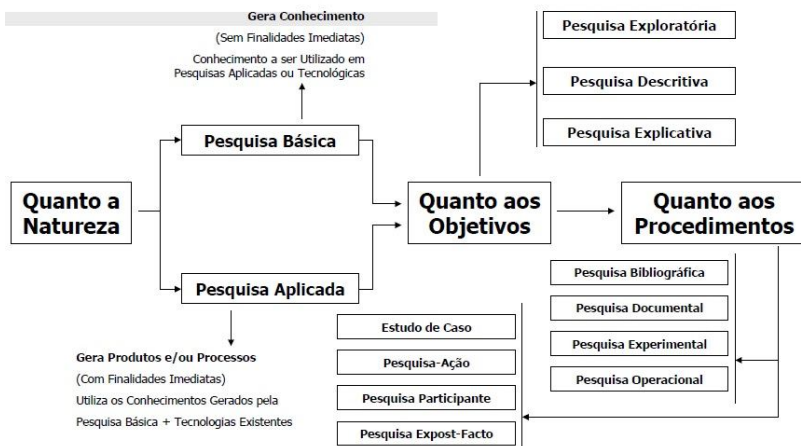 Gera Conhecimento
(Sem Finalidades Imediatas)
Conhecimento a ser Utilizado em
Pesquisas Aplicadas ou Tecnológicas
Pesquisa Exploratória
Pesquisa Descritiva
Pesquisa Explicativa
Pesquisa Básica
Quanto a
Natureza
Quanto aos
Objetivos
Quanto aos
Procedimentos
Pesquisa Aplicada
Gera Produtos e/ou Processos
(Com Finalidades Imediatas)
Utiliza os Conhecimentos Gerados pela
Pesquisa Básica + Tecnologias Existentes
Estudo de Caso
Pesquisa-Ação
Pesquisa Participante
Pesquisa Expost-Facto
Pesquisa Bibliográfica
Pesquisa Documental
Pesquisa Experimental
Pesquisa Operacional